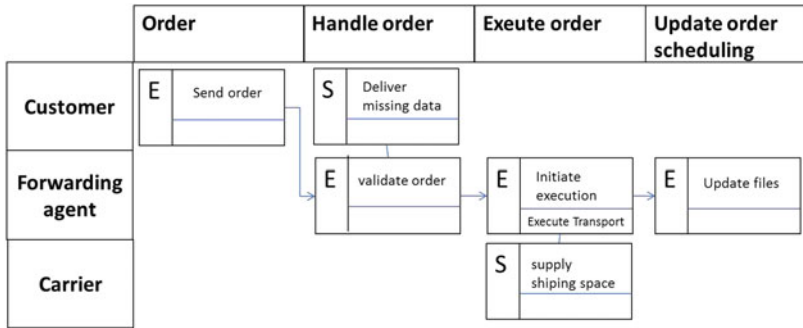 Order
Handle order
Exeute order
Update order
scheduling
Customer
E
Send order
S
Deliver
missing data
Forwarding
agent
E
validate order
E
Initiate
execution
Execute Transport
E
Update files
Carrier
S
supply
shiping space